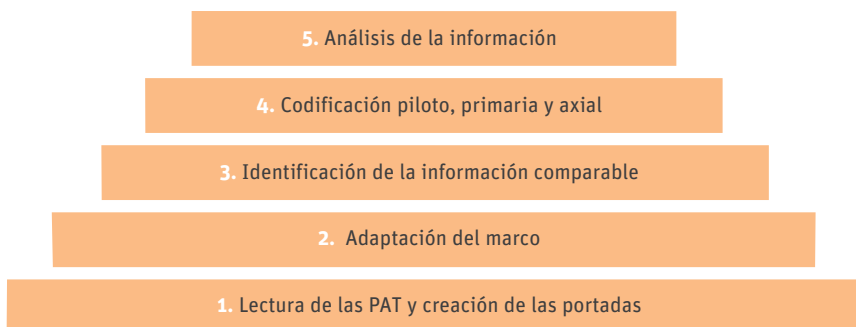 5. Análisis de la información
4. Codificación piloto, primaria y axial
3. Identificación de la información comparable
2. Adaptación del marco
1. Lectura de las PAT y creación de las portadas